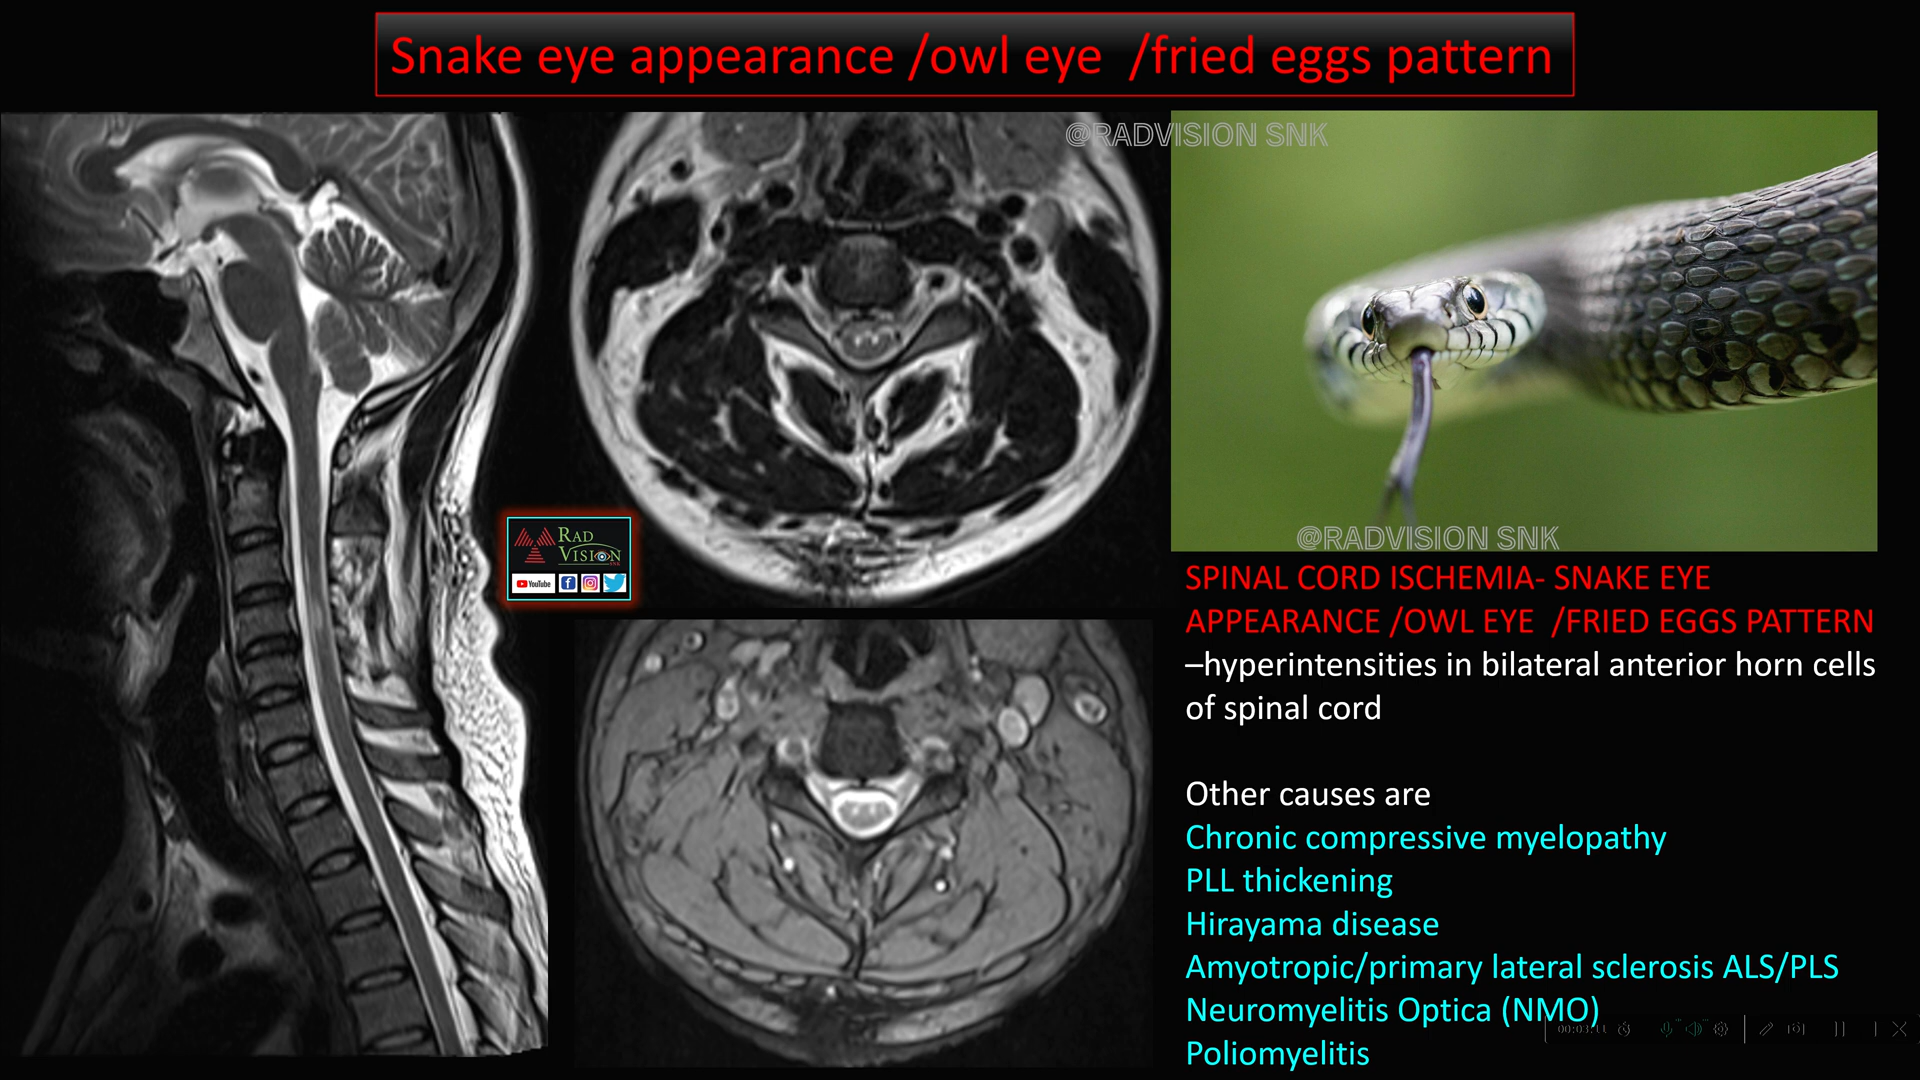 Snake eye appearance /owl eye /fried eggs pattern
@RADVISION SNK
RAD
VISION
SNK
YouTube
@RADVISION SNK
SPINAL CORD ISCHEMIA- SNAKE EYE
APPEARANCE /OWL EYE /FRIED EGGS PATTERN
–hyperintensities in bilateral anterior horn cells
of spinal cord
Other causes are
Chronic compressive myelopathy
PLL thickening
Hirayama disease
Amyotropic/primary lateral sclerosis ALS/PLS
Neuromyelitis Optica (NMO)
Poliomyelitis